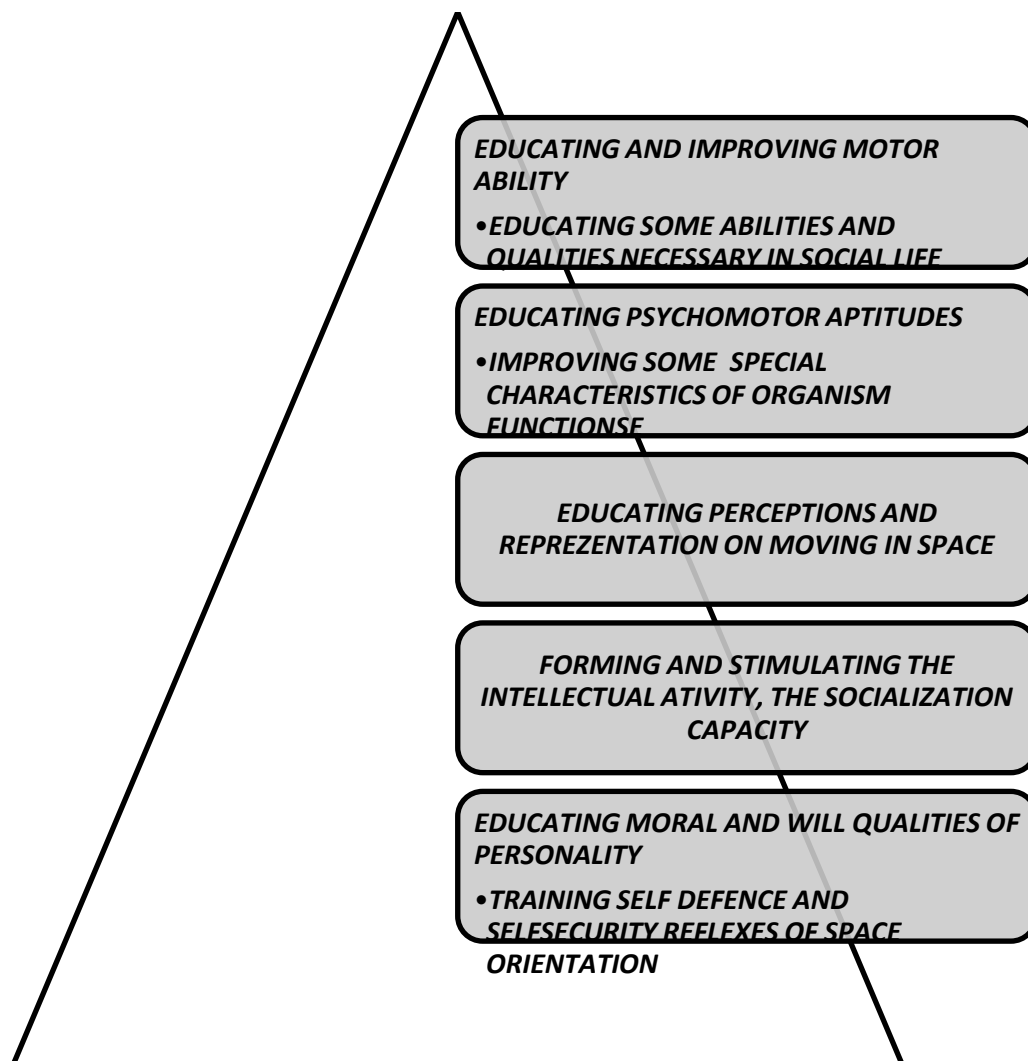 EDUCATING AND IMPROVING MOTOR
ABILITY
•EDUCATING SOME ABILITIES AND
QUALITIES NECESSARY IN SOCIAL LIFE
EDUCATING PSYCHOMOTOR APTITUDES
•IMPROVING SOME SPECIAL
CHARACTERISTICS OF ORGANISM
FUNCTIONSE
EDUCATING PERCEPTIONS AND
REPREZENTATION ON MOVING IN SPACE
FORMING AND STIMULATING THE
INTELLECTUAL ATIVITY, THE SOCIALIZATION
CAPACITY
EDUCATING MORAL AND WILL QUALITIES OF
PERSONALITY
•TRAINING SELF DEFENCE AND
SELFSECURITY REFLEXES OF SPACE
ORIENTATION